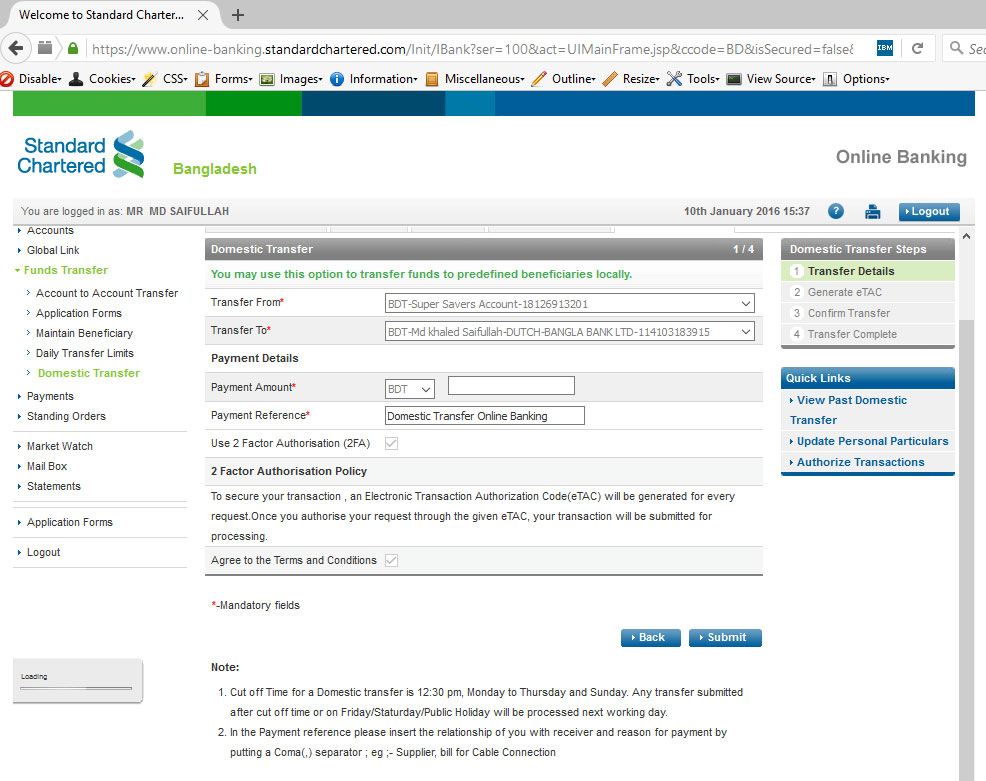 Welcome to Standard Charter...
https://www.online-banking.standardchartered.com/Init/IBank?ser=100&act=UIMainFrame.jsp&ccode=BD&isSecured=false&
IBM
Disable
Cookies
CSS
Forms
Images
Information
Miscellaneous
Outline
Resize
Tools
View Source
Options
Standard
Chartered
Bangladesh
Online Banking
You are logged in as: MR MD SAIFULLAH
10th January 2016 15:37
?
Logout
Accounts
Global Link
Funds Transfer
Account to Account Transfer
Application Forms
Maintain Beneficiary
Daily Transfer Limits
Domestic Transfer
Payments
Standing Orders
Market Watch
Mail Box
Statements
Application Forms
Logout
Loading
Domestic Transfer 1 / 4
You may use this option to transfer funds to predefined beneficiaries locally.
Transfer From* BDT-Super Savers Account-18126913201
Transfer To* BDT-Md khaled Saifullah-DUTCH-BANGLA BANK LTD-114103183915
Payment Details
Payment Amount* BDT
Payment Reference* Domestic Transfer Online Banking
Use 2 Factor Authorisation (2FA)
2 Factor Authorisation Policy
To secure your transaction , an Electronic Transaction Authorization Code(eTAC) will be generated for every
request.Once you authorise your request through the given eTAC, your transaction will be submitted for
processing.
Agree to the Terms and Conditions
*-Mandatory fields
Back Submit
Note:
1. Cut off Time for a Domestic transfer is 12:30 pm, Monday to Thursday and Sunday. Any transfer submitted
after cut off time or on Friday/Staturday/Public Holiday will be processed next working day.
2. In the Payment reference please insert the relationship of you with receiver and reason for payment by
putting a Coma(,) separator ; eg ;- Supplier, bill for Cable Connection
Domestic Transfer Steps
1 Transfer Details
2 Generate eTAC
3 Confirm Transfer
4 Transfer Complete
Quick Links
View Past Domestic
Transfer
Update Personal Particulars
Authorize Transactions